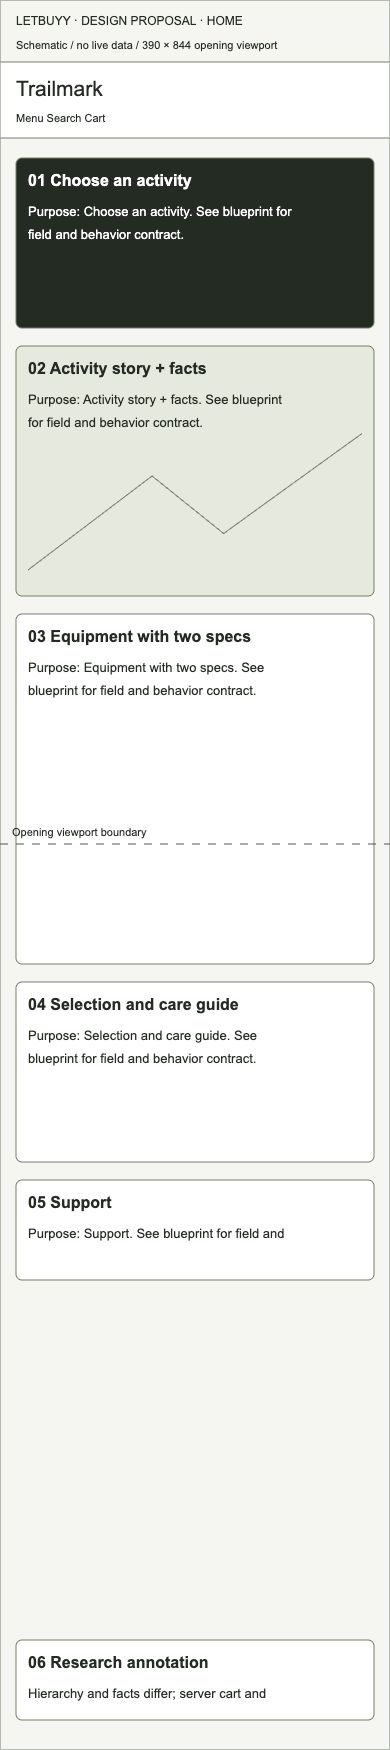 LETBUYY · DESIGN PROPOSAL · HOME
Schematic / no live data / 390 × 844 opening viewport
Trailmark
Menu Search Cart
01 Choose an activity
Purpose: Choose an activity. See blueprint for
field and behavior contract.
02 Activity story + facts
Purpose: Activity story + facts. See blueprint
for field and behavior contract.
03 Equipment with two specs
Purpose: Equipment with two specs. See
blueprint for field and behavior contract.
Opening viewport boundary
04 Selection and care guide
Purpose: Selection and care guide. See
blueprint for field and behavior contract.
05 Support
Purpose: Support. See blueprint for field and
06 Research annotation
Hierarchy and facts differ; server cart and